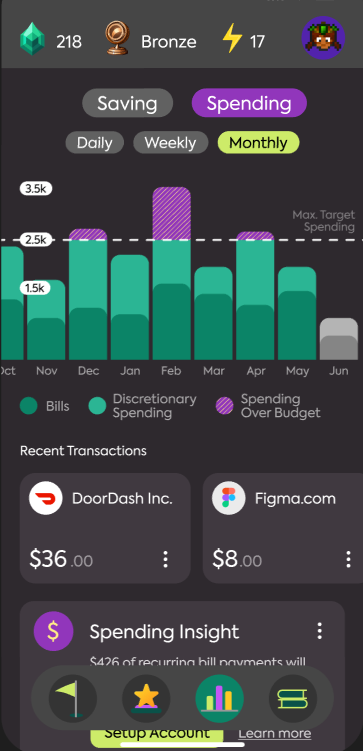 218 Bronze 17
Saving Spending
Daily Weekly Monthly
3.5k
Max. Target
Spending
2.5k
1.5k
Oct Nov Dec Jan Feb Mar Apr May Jun
Bills
Discretionary
Spending
Spending
Over Budget
Recent Transactions
DoorDash Inc.
$36.00
Figma.com
$8.00
$ Spending Insight
$426 of recurring bill payments will
Setup Account Learn more